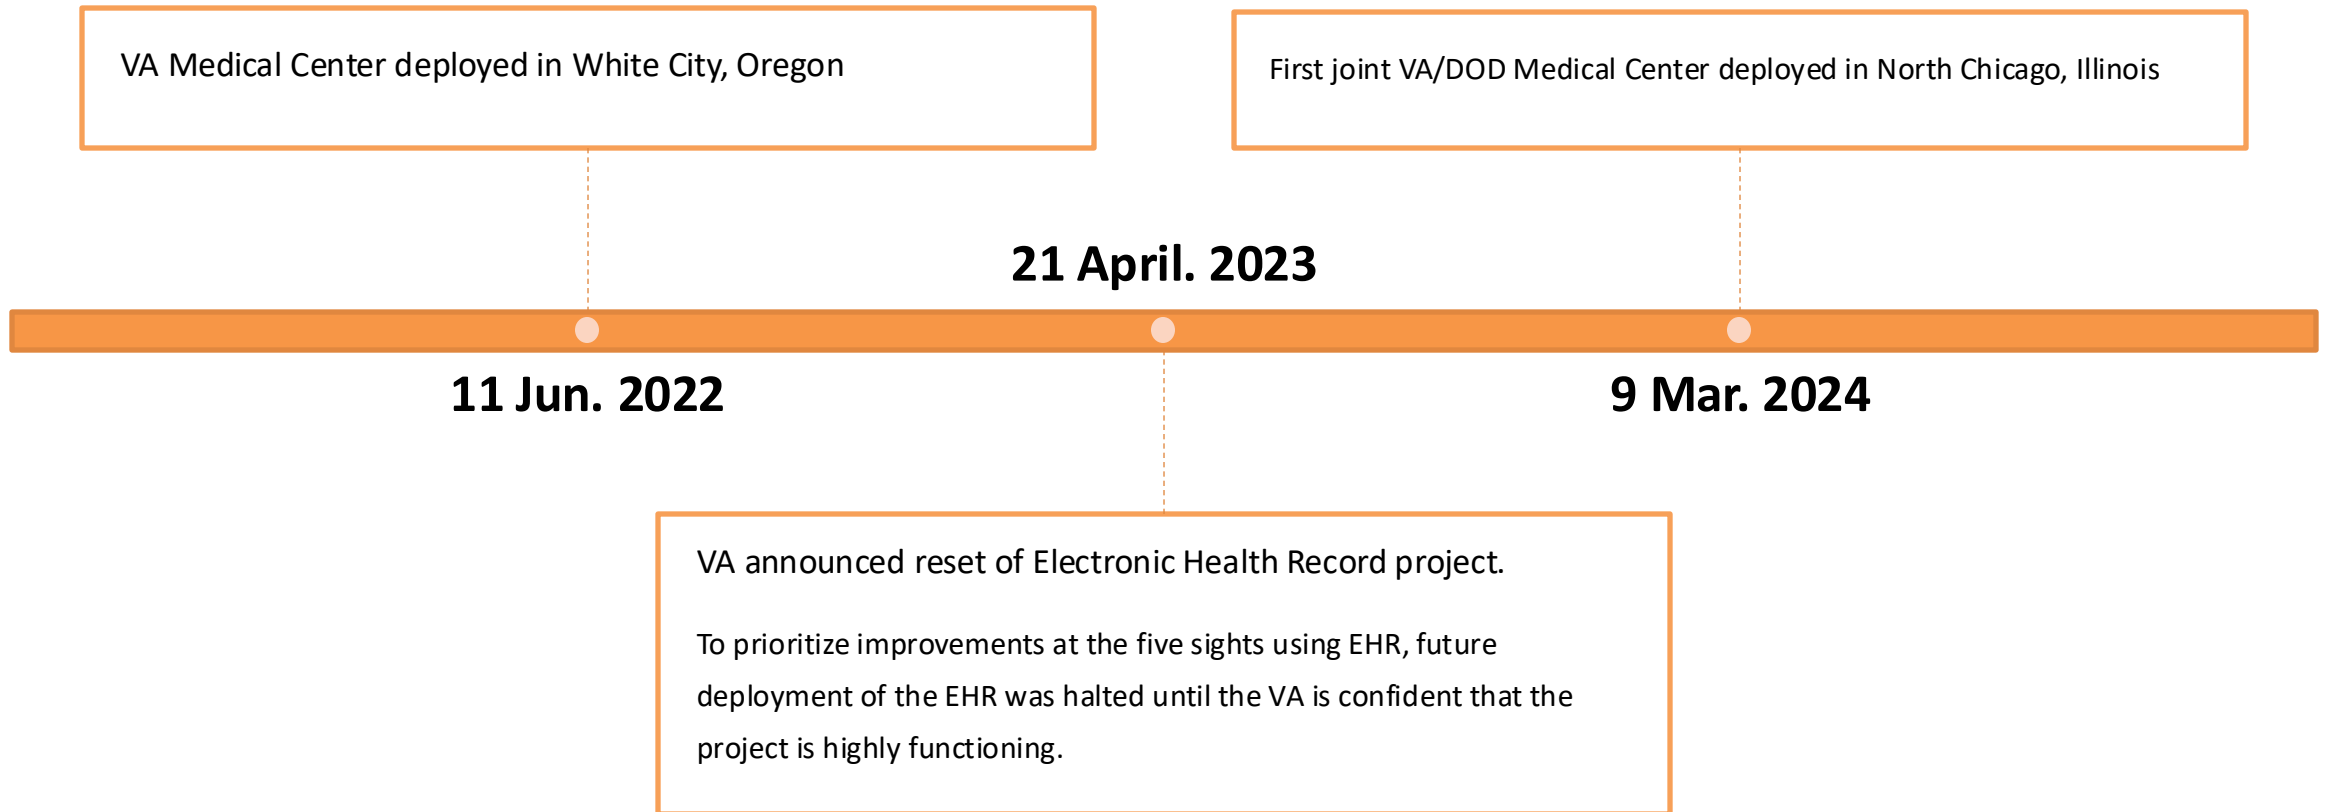 VA Medical Center deployed in White City, Oregon
First joint VA/DOD Medical Center deployed in North Chicago, Illinois
21 April. 2023
11 Jun. 2022
9 Mar. 2024
VA announced reset of Electronic Health Record project.
To prioritize improvements at the five sights using EHR, future
deployment of the EHR was halted until the VA is confident that the
project is highly functioning.